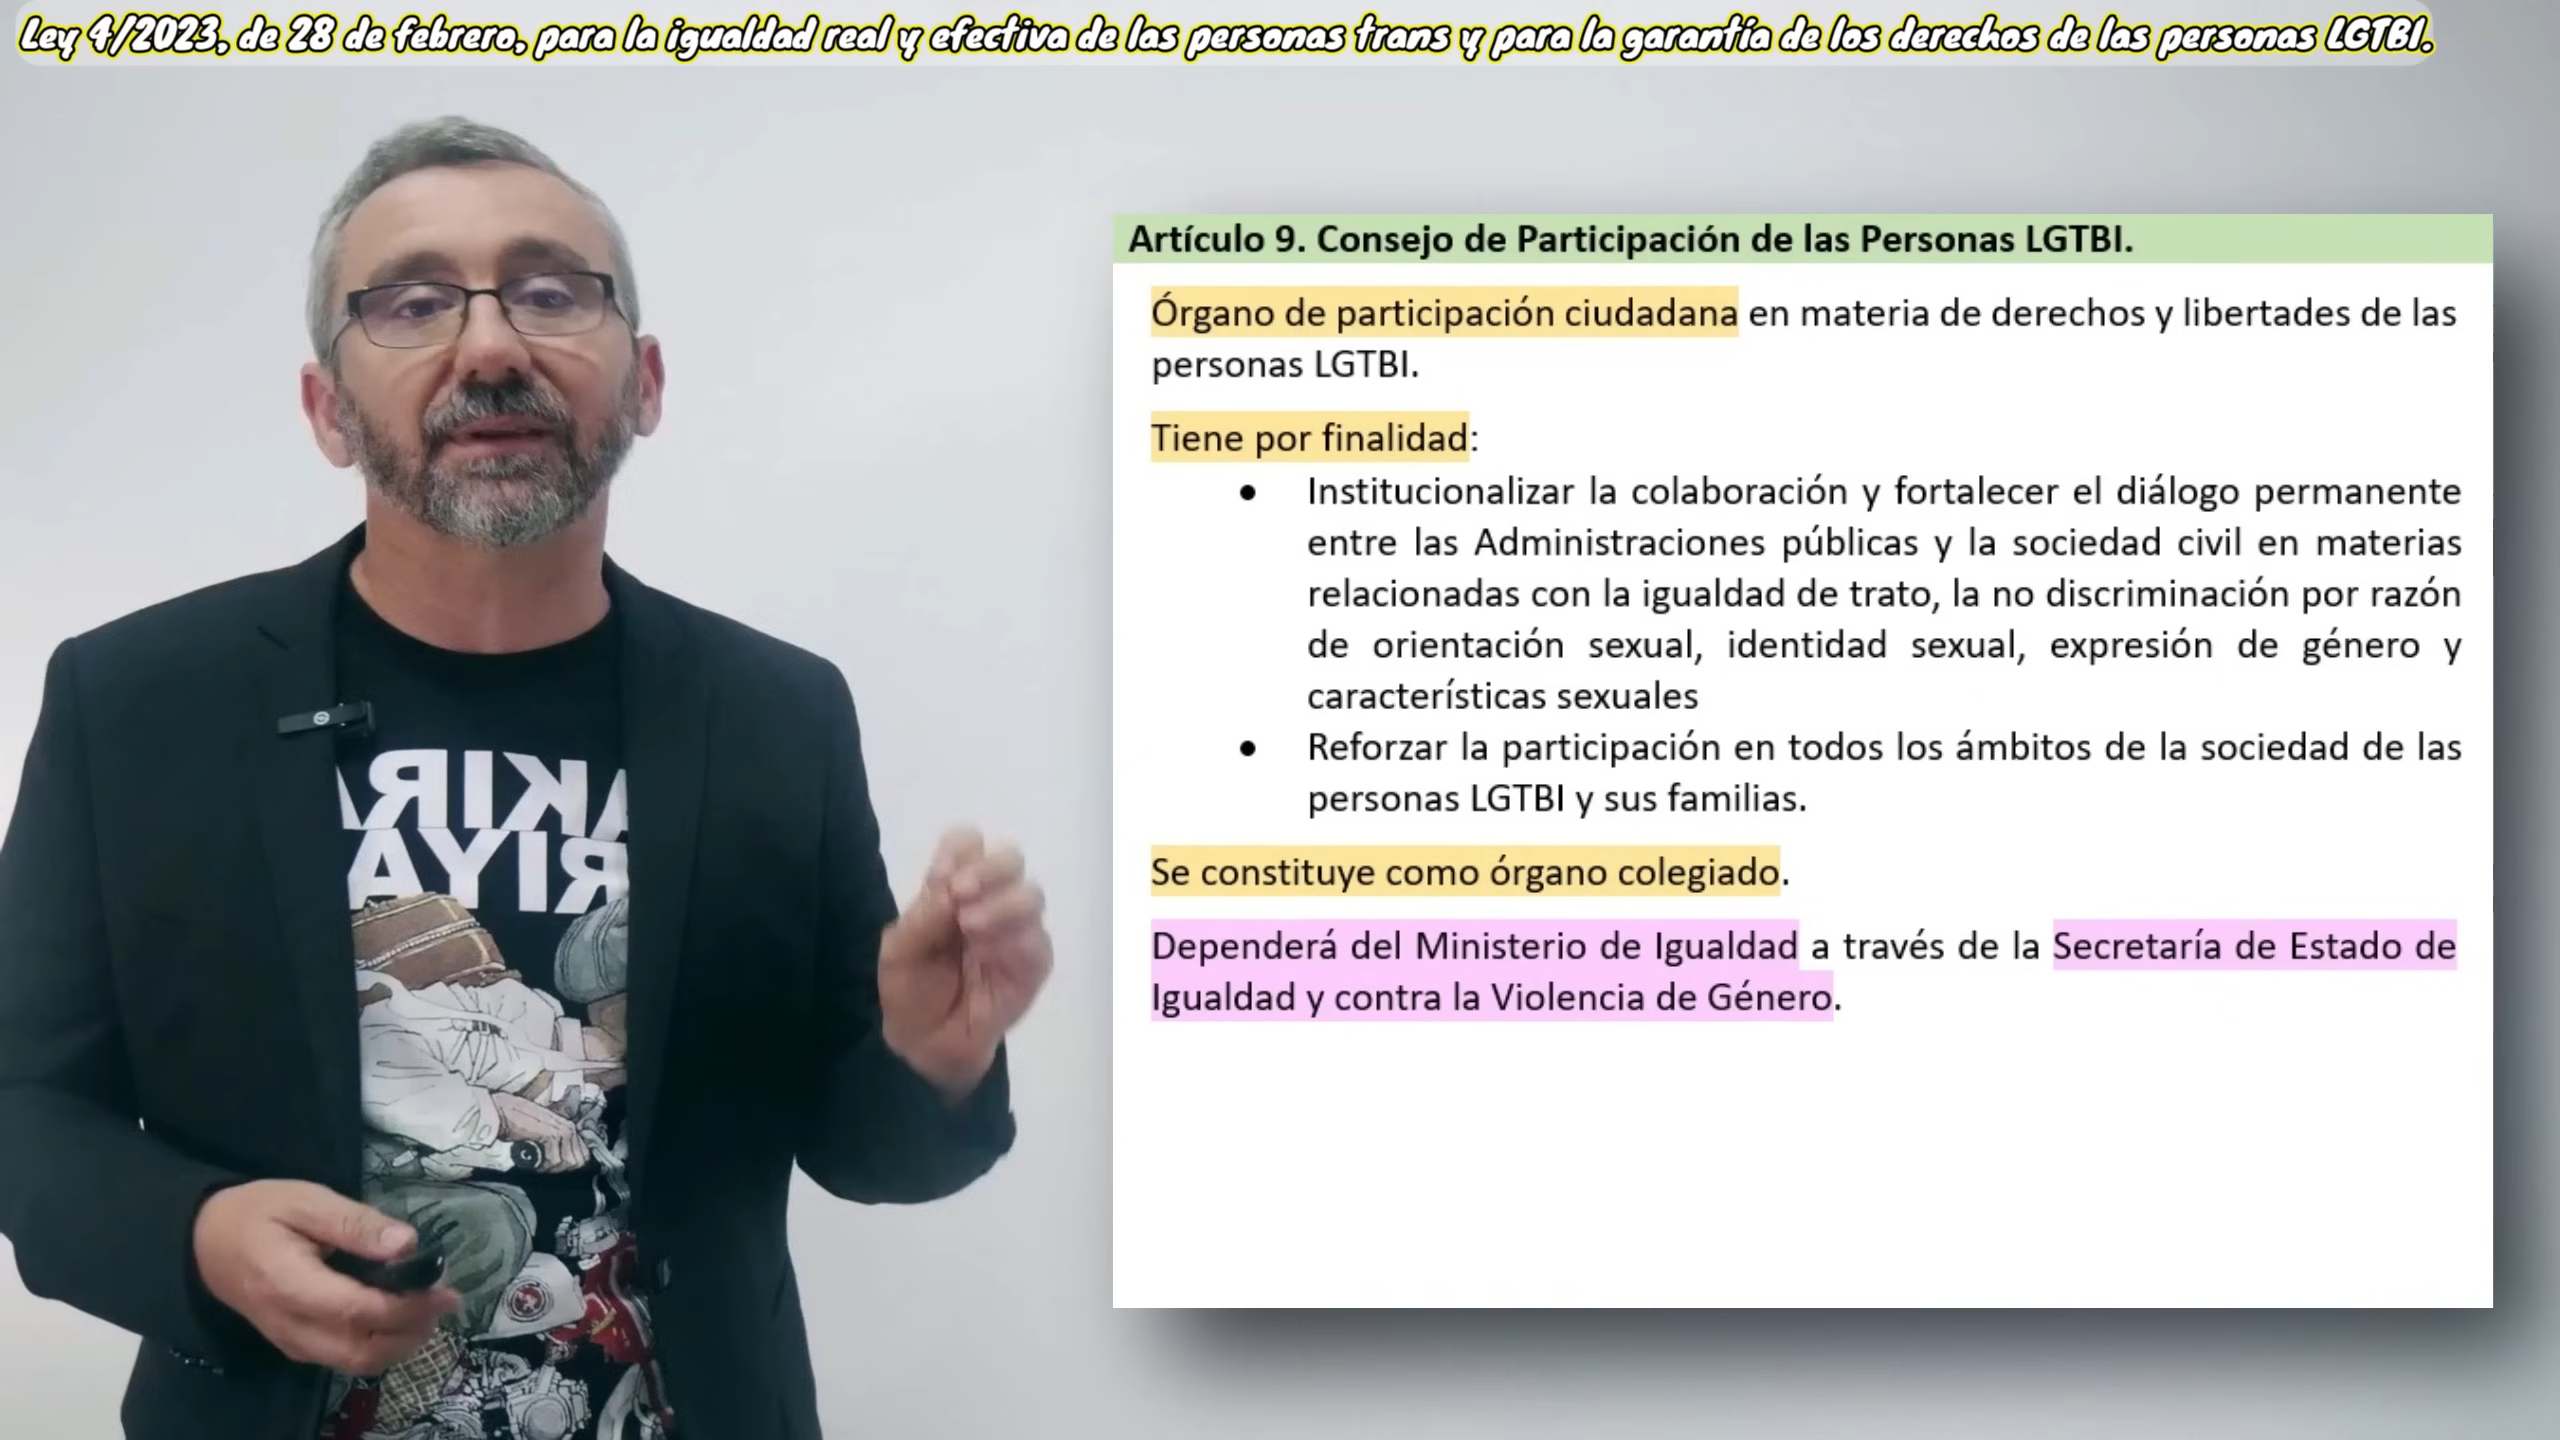 Ley 4/2023, de 28 de febrero, para la igualdad real y efectiva de las personas trans y para la garantía de los derechos de las personas LGTBI.
Artículo 9. Consejo de Participación de las Personas LGTBI.
Órgano de participación ciudadana en materia de derechos y libertades de las
personas LGTBI.
Tiene por finalidad:
● Institucionalizar la colaboración y fortalecer el diálogo permanente
entre las Administraciones públicas y la sociedad civil en materias
relacionadas con la igualdad de trato, la no discriminación por razón
de orientación sexual, identidad sexual, expresión de género y
características sexuales
● Reforzar la participación en todos los ámbitos de la sociedad de las
personas LGTBI y sus familias.
Se constituye como órgano colegiado.
Dependerá del Ministerio de Igualdad a través de la Secretaría de Estado de
Igualdad y contra la Violencia de Género.
AKIRA